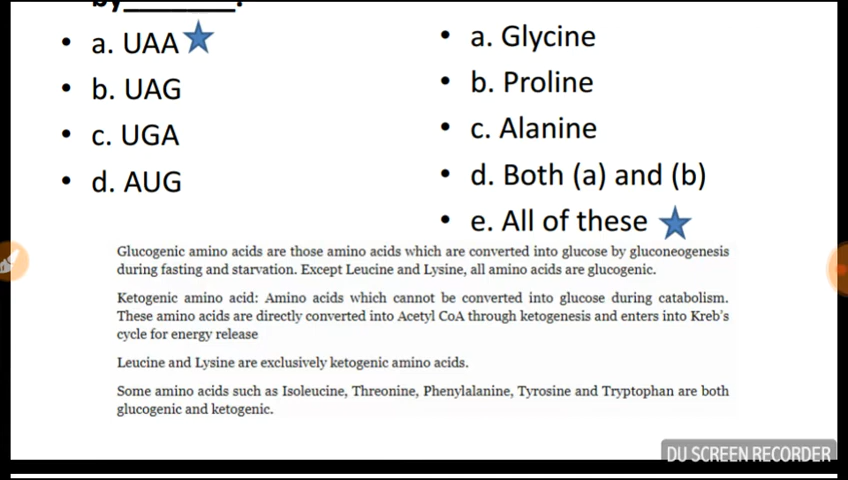 by________.
• a. UAA
• b. UAG
• c. UGA
• d. AUG
• a. Glycine
• b. Proline
• c. Alanine
• d. Both (a) and (b)
• e. All of these
Glucogenic amino acids are those amino acids which are converted into glucose by gluconeogenesis
during fasting and starvation. Except Leucine and Lysine, all amino acids are glucogenic.
Ketogenic amino acid: Amino acids which cannot be converted into glucose during catabolism.
These amino acids are directly converted into Acetyl CoA through ketogenesis and enters into Kreb's
cycle for energy release
Leucine and Lysine are exclusively ketogenic amino acids.
Some amino acids such as Isoleucine, Threonine, Phenylalanine, Tyrosine and Tryptophan are both
glucogenic and ketogenic.
DU SCREEN RECORDER